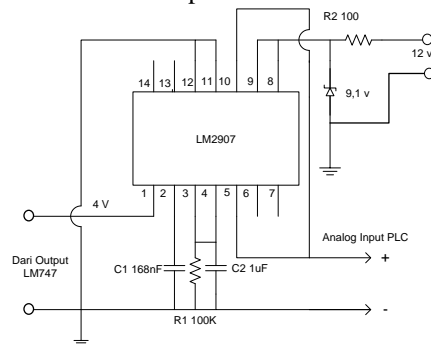 R2 100
12 v
14 13 12 11 10 9 8
9,1 v
LM2907
1 2 3 4 5 6 7
4 V
Analog Input PLC
+
Dari Output
LM747
C1 168nF
C2 1uF
-
R1 100K